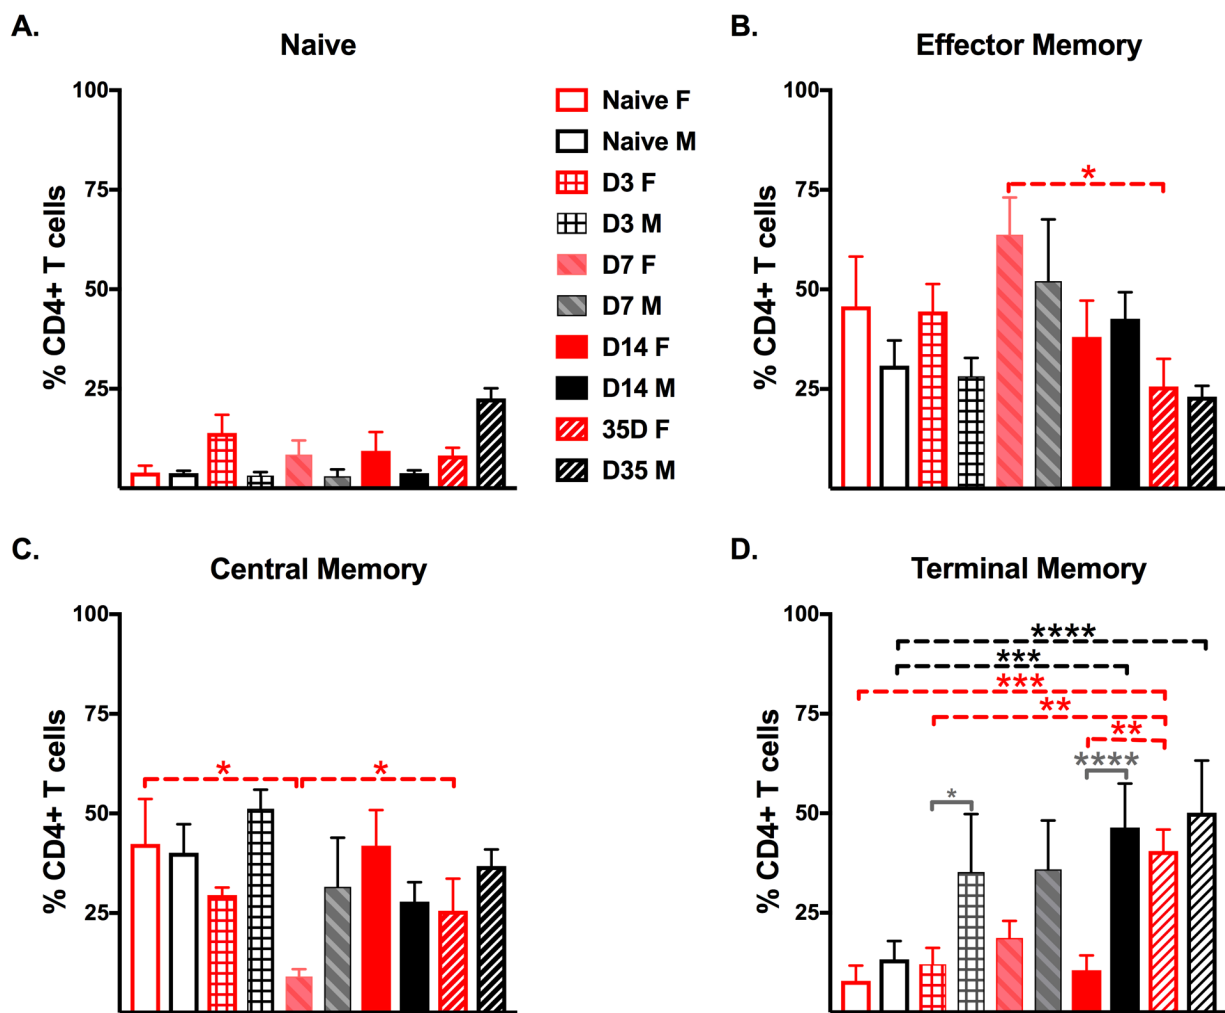 A.
Naive
100
75
50
25
% CD4+ T cells
Naive F
Naive M
D3 F
D3 M
D7 F
D7 M
D14 F
D14 M
35D F
D35 M
B.
Effector Memory
100
75
50
25
% CD4+ T cells
*
C.
Central Memory
100
75
50
25
% CD4+ T cells
*
*
D.
Terminal Memory
100
75
50
25
% CD4+ T cells
****
***
***
**
**
****
*